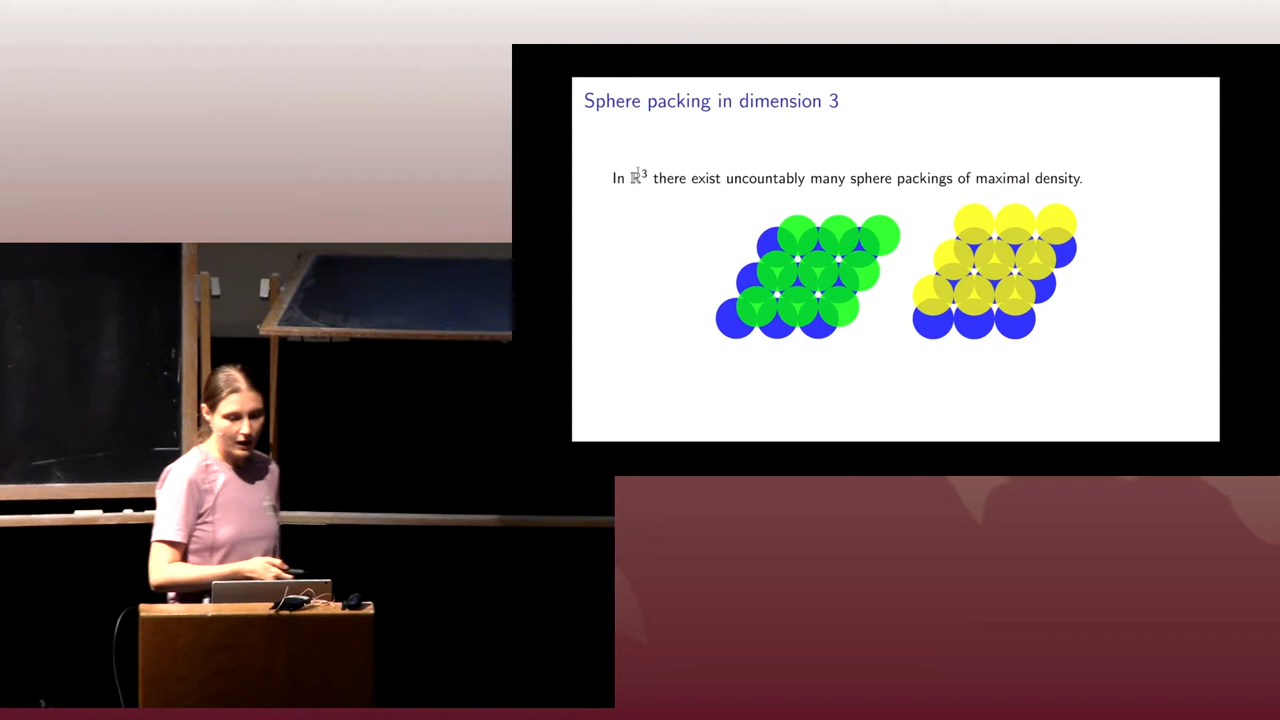 Sphere packing in dimension 3
In ℝ³ there exist uncountably many sphere packings of maximal density.